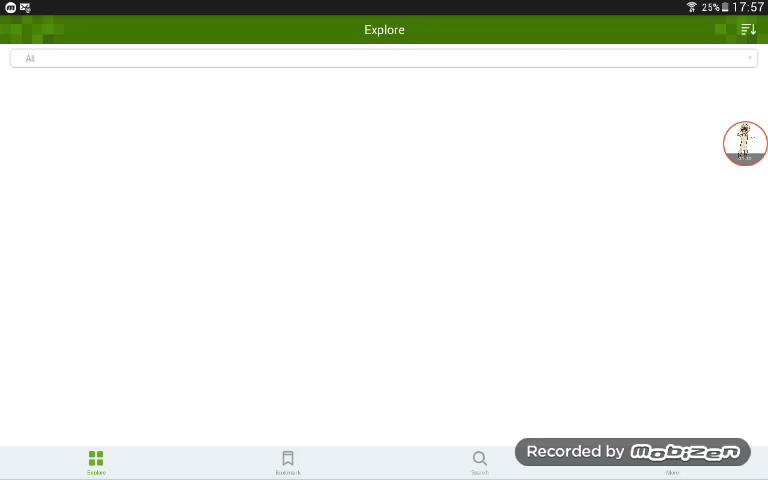 25% 17:57
Explore
All
Explore
Bookmark
Search
More
Recorded by mobizen